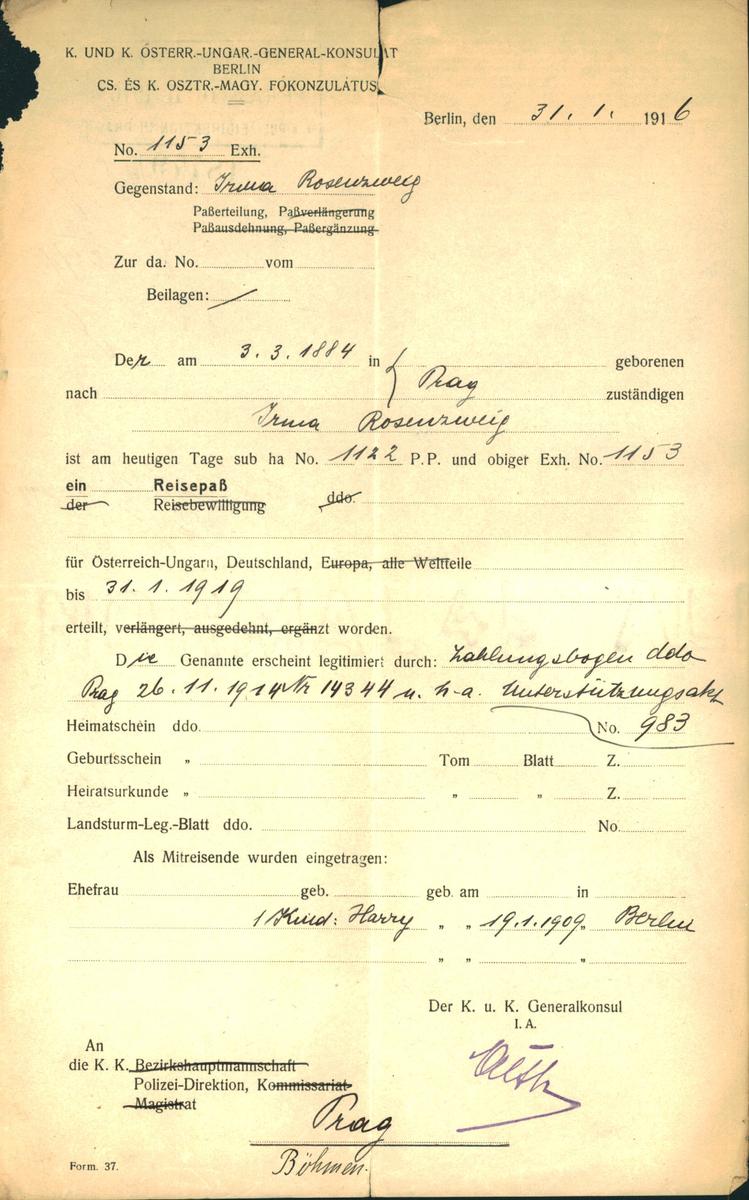 K. UND K. ÖSTERR.-UNGAR.-GENERAL-KONSULAT
BERLIN
CS. ÉS K. OSZTR.-MAGY. FŐKONZULÁTUS
Berlin, den 31. 1. 1916
No. 1153 Exh.
Gegenstand: Irma Rosenzweig
Paßerteilung, Paßverlängerung
Paßausdehnung, Paßergänzung
Zur da. No. vom
Beilagen: /
Der am 3. 3. 1884 in geborenen
nach Prag zuständigen
Irma Rosenzweig
ist am heutigen Tage sub ha No. 1122 P.P. und obiger Exh. No. 1153
ein Reisepaß
der Reisebewilligung ddo.
für Österreich-Ungarn, Deutschland, Europa, alle Weltteile
bis 31. 1. 1919
erteilt, verlängert, ausgedehnt, ergänzt worden.
Die Genannte erscheint legitimiert durch: Zahlungsbogen ddo
Prag 26. 11. 1914 Nr 14344 u. h-a. Unterstützungsakt
Heimatschein ddo. No. 983
Geburtsschein „ Tom Blatt Z.
Heiratsurkunde „ „ „ Z.
Landsturm-Leg.-Blatt ddo. No.
Als Mitreisende wurden eingetragen:
Ehefrau geb. geb. am in
1 Kind: Harry „ „ 19.1.1909 „ Berlin
„ „ „
Der K. u. K. Generalkonsul
I. A.
An
die K. K. Bezirkshauptmannschaft
Polizei-Direktion, Kommissariat
Magistrat
Prag
Böhmen.
Form. 37.